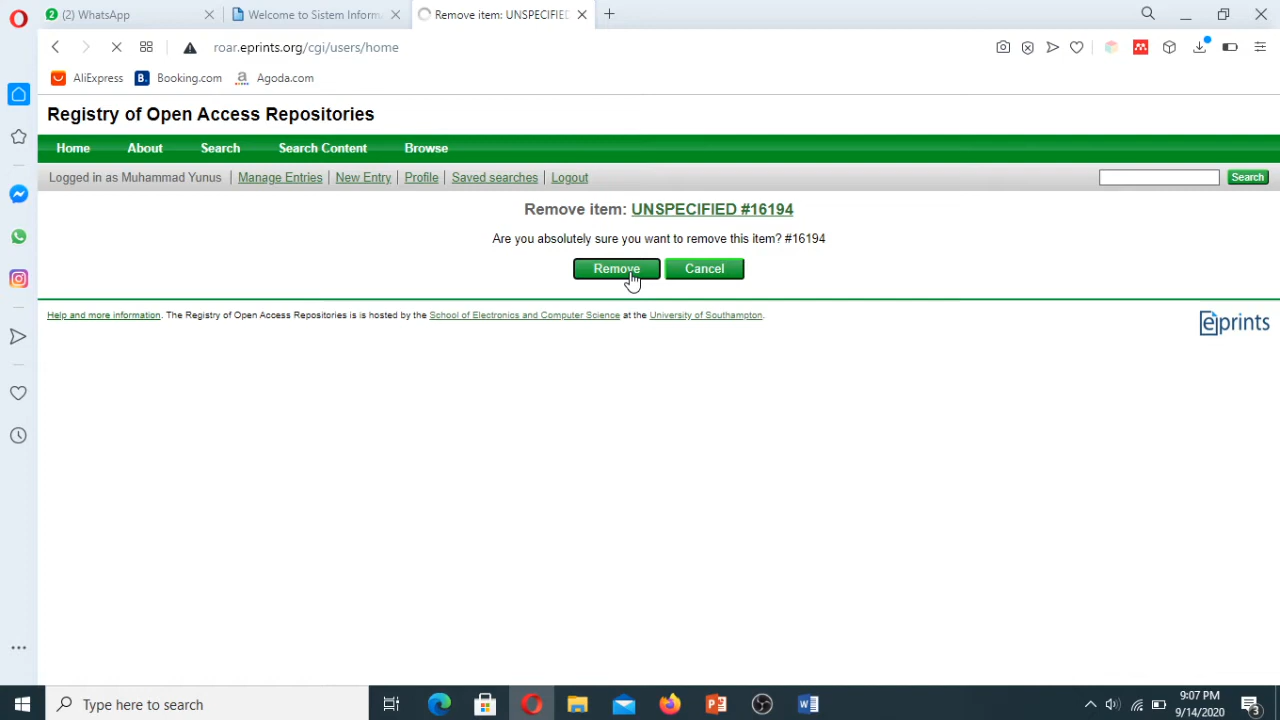 2 (2) WhatsApp
Welcome to Sistem Inform
Remove item: UNSPECIFIED
roar.eprints.org/cgi/users/home
AliExpress
B. Booking.com
a Agoda.com
Registry of Open Access Repositories
Home About Search Search Content Browse
Logged in as Muhammad Yunus | Manage Entries | New Entry | Profile | Saved searches | Logout
Search
Remove item: UNSPECIFIED #16194
Are you absolutely sure you want to remove this item? #16194
Remove Cancel
Help and more information. The Registry of Open Access Repositories is is hosted by the School of Electronics and Computer Science at the University of Southampton.
eprints
Type here to search
9:07 PM
9/14/2020
3